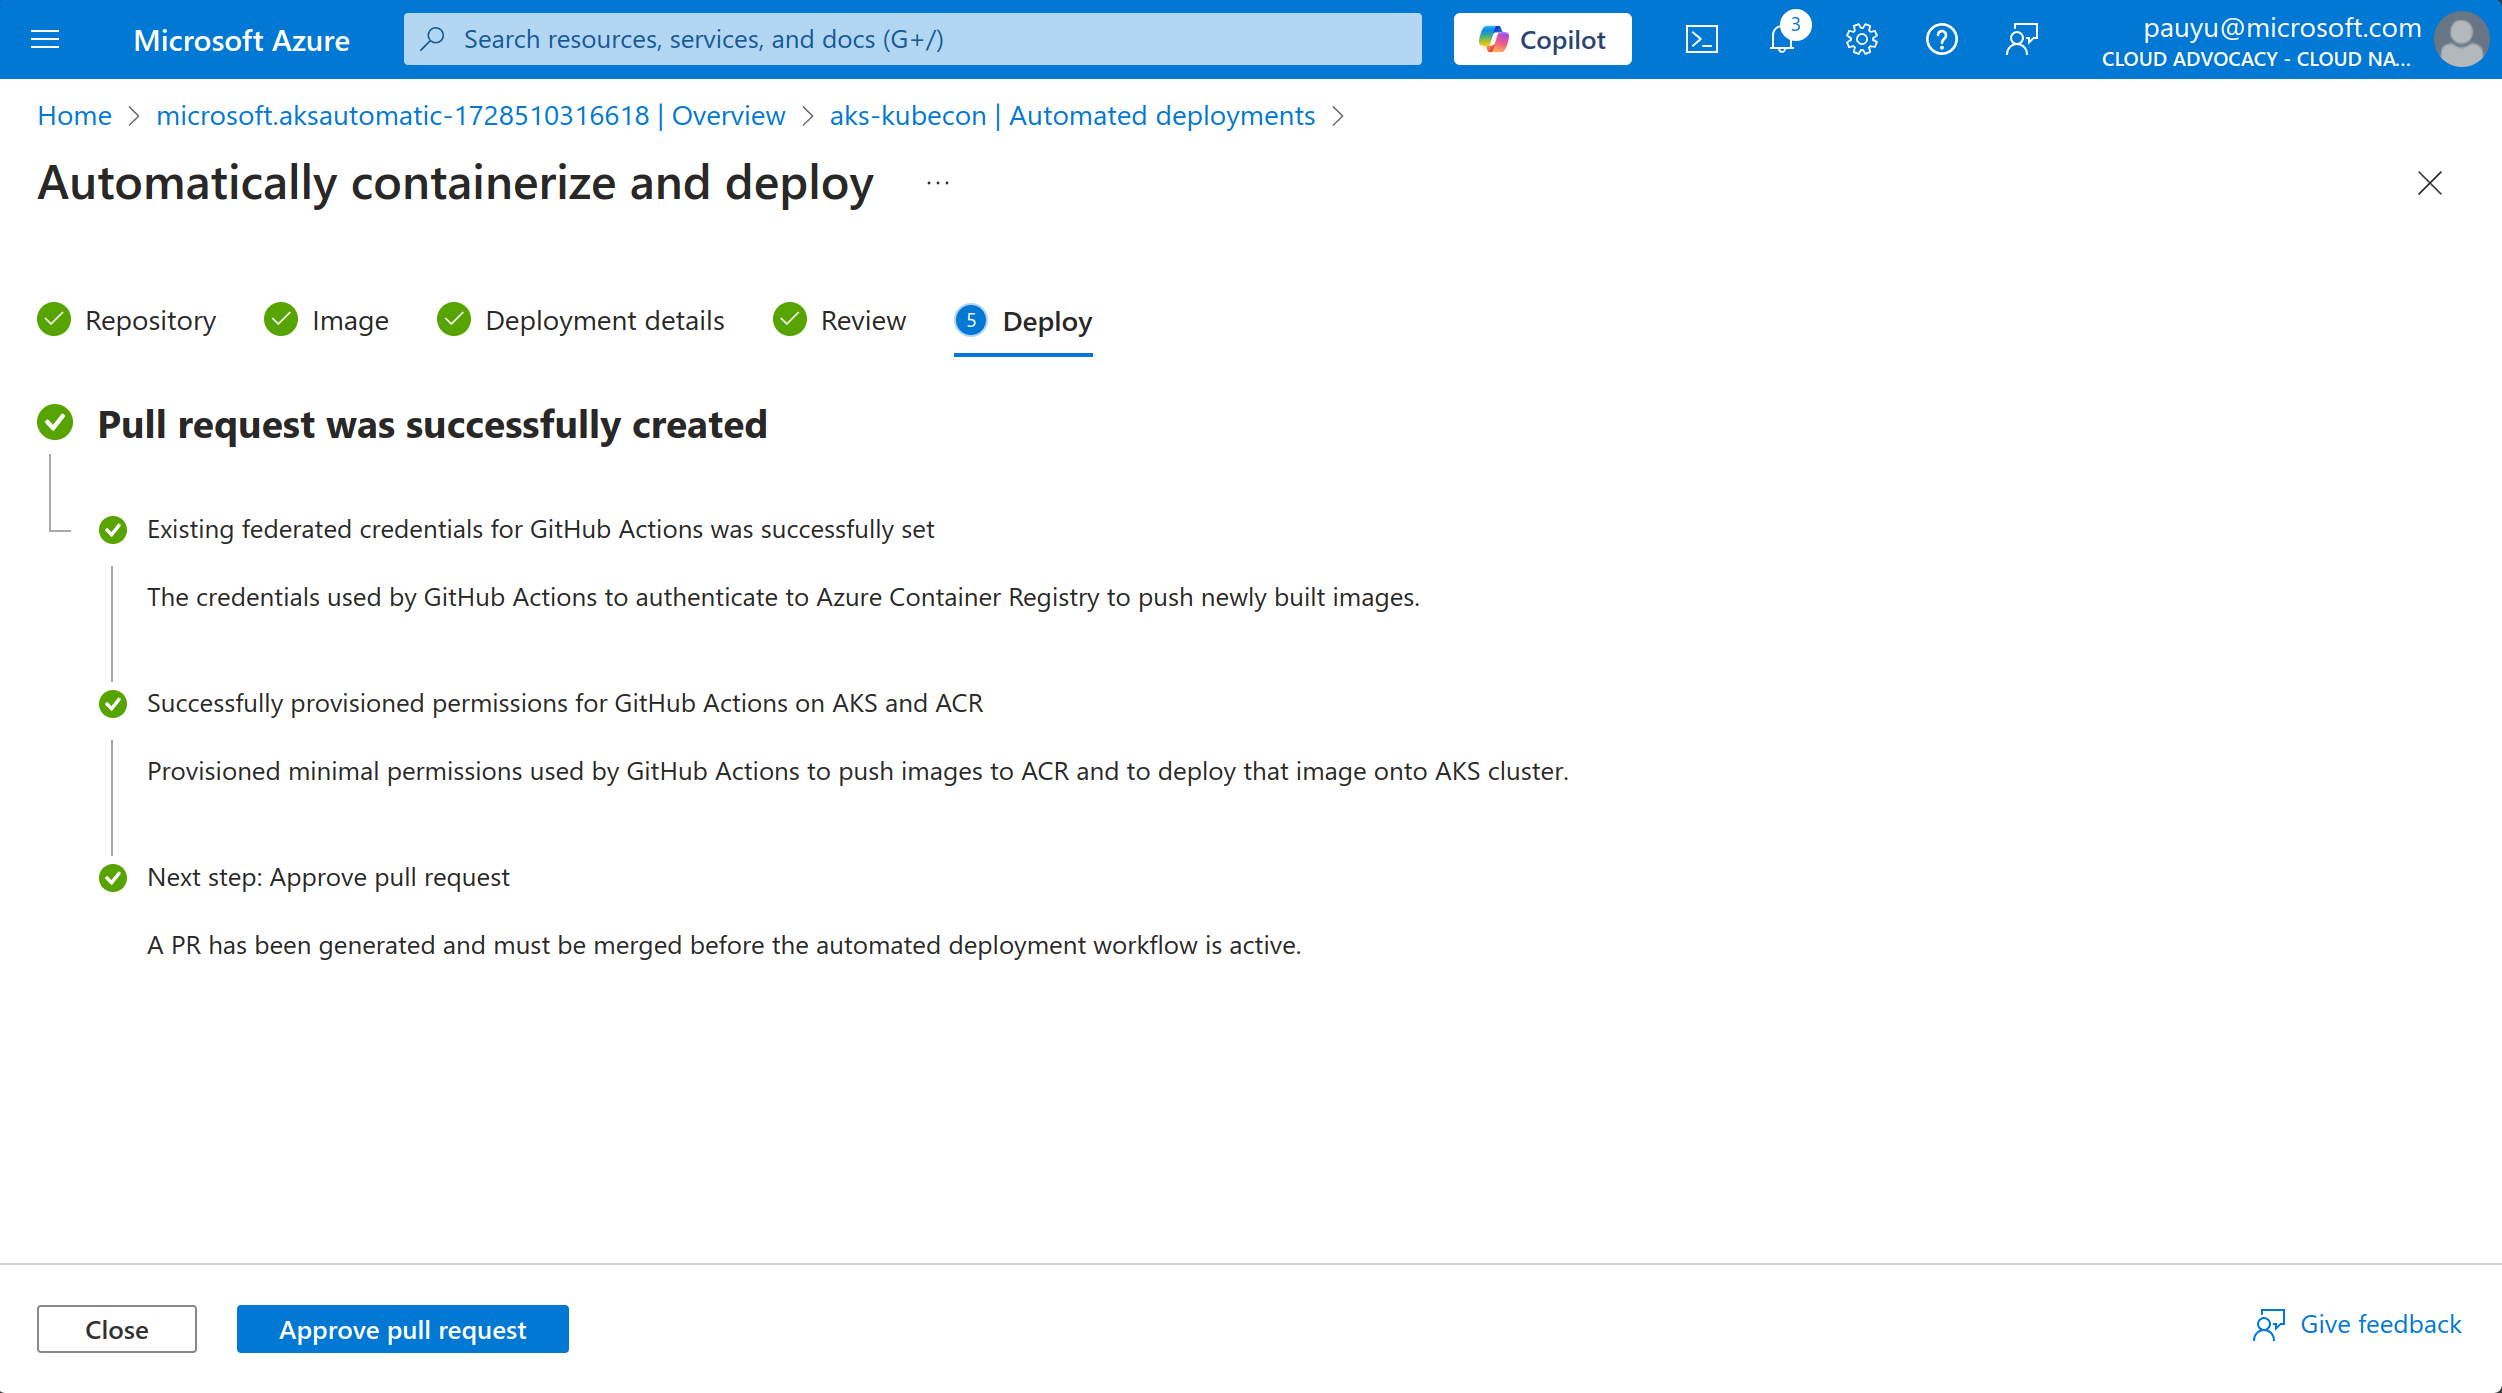 Microsoft Azure
Search resources, services, and docs (G+/)
Copilot
3
pauyu@microsoft.com
CLOUD ADVOCACY - CLOUD NA...
Home > microsoft.aksautomatic-1728510316618 | Overview > aks-kubecon | Automated deployments >
Automatically containerize and deploy ...
Repository
Image
Deployment details
Review
5 Deploy
Pull request was successfully created
Existing federated credentials for GitHub Actions was successfully set
The credentials used by GitHub Actions to authenticate to Azure Container Registry to push newly built images.
Successfully provisioned permissions for GitHub Actions on AKS and ACR
Provisioned minimal permissions used by GitHub Actions to push images to ACR and to deploy that image onto AKS cluster.
Next step: Approve pull request
A PR has been generated and must be merged before the automated deployment workflow is active.
Close
Approve pull request
Give feedback